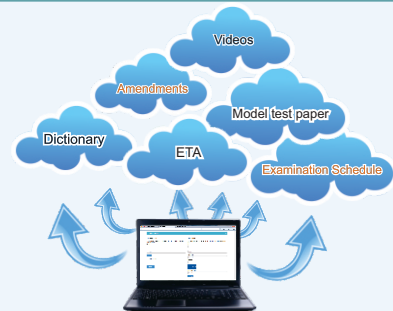 Videos
Amendments
Model test paper
Dictionary
ETA
Examination Schedule